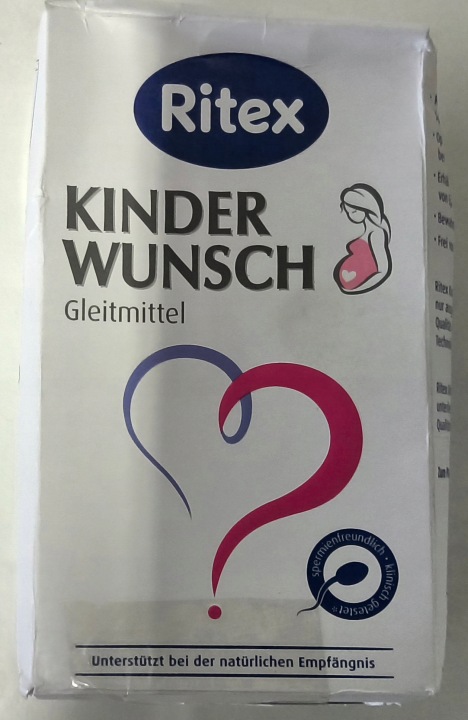 Ritex
KINDER
WUNSCH
Gleitmittel
spermienfreundlich · klinisch getestet*
Unterstützt bei der natürlichen Empfängnis